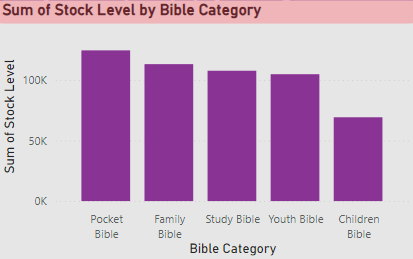 Sum of Stock Level by Bible Category
Sum of Stock Level
100K
50K
0K
Pocket
Bible
Family
Bible
Study Bible
Youth Bible
Children
Bible
Bible Category